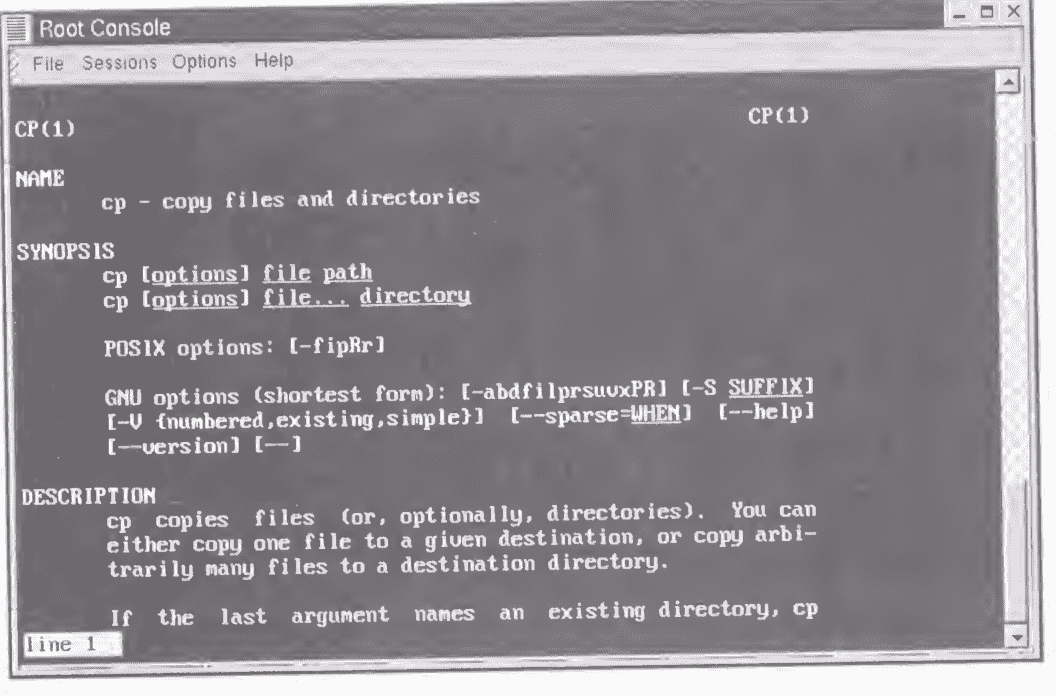 Root Console
File Sessions Options Help
CP(1) CP(1)
NAME
cp - copy files and directories
SYNOPSIS
cp [options] file path
cp [options] file... directory
POSIX options: [-fipRr]
GNU options (shortest form): [-abdfilprsuvxPR] [-S SUFFIX]
[-V {numbered,existing,simple}] [--sparse=WHEN] [--help]
[--version] [--]
DESCRIPTION
cp copies files (or, optionally, directories). You can
either copy one file to a given destination, or copy arbi-
trarily many files to a destination directory.
If the last argument names an existing directory, cp
line 1